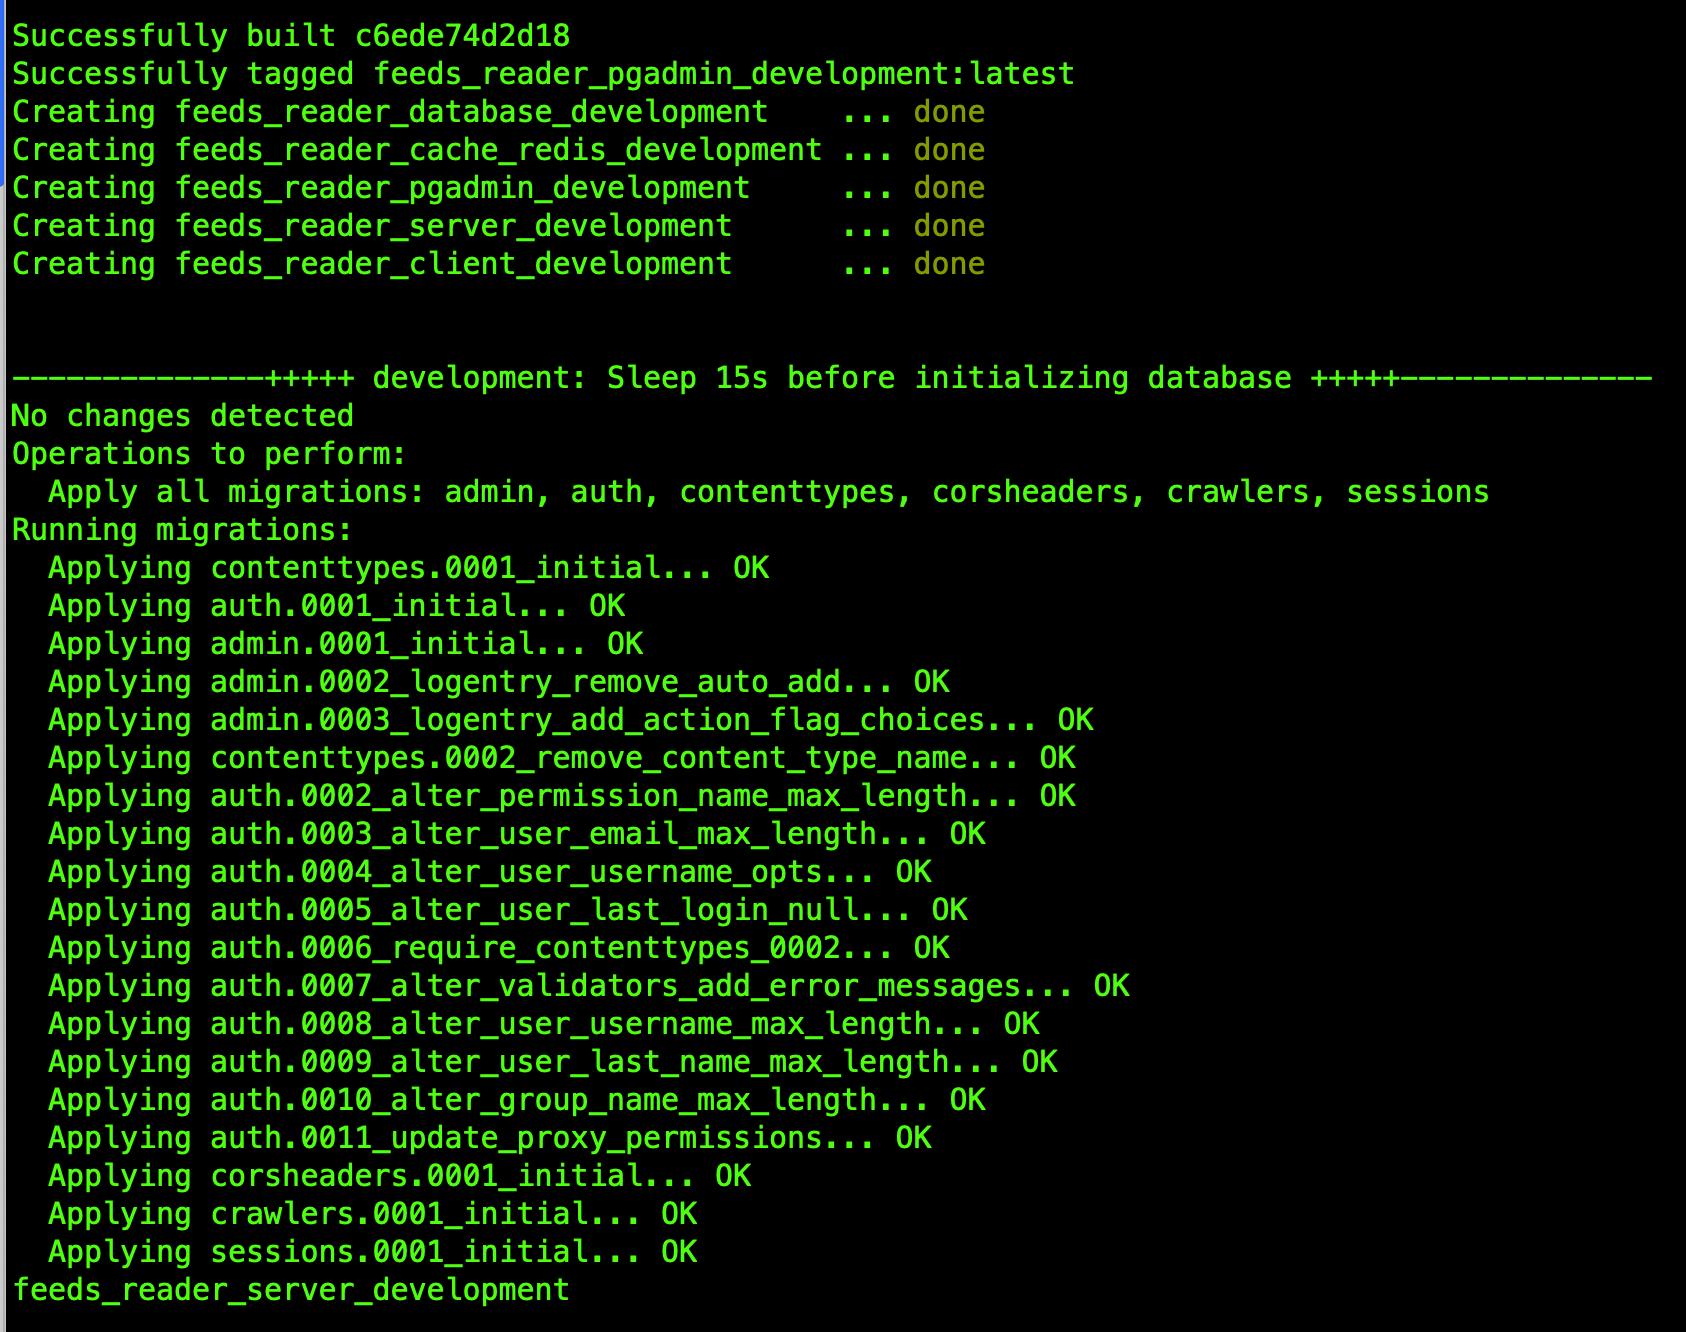 Successfully built c6ede74d2d18
Successfully tagged feeds_reader_pgadmin_development:latest
Creating feeds_reader_database_development    ... done
Creating feeds_reader_cache_redis_development ... done
Creating feeds_reader_pgadmin_development     ... done
Creating feeds_reader_server_development      ... done
Creating feeds_reader_client_development      ... done
--------------+++++ development: Sleep 15s before initializing database +++++--------------
No changes detected
Operations to perform:
  Apply all migrations: admin, auth, contenttypes, corsheaders, crawlers, sessions
Running migrations:
  Applying contenttypes.0001_initial... OK
  Applying auth.0001_initial... OK
  Applying admin.0001_initial... OK
  Applying admin.0002_logentry_remove_auto_add... OK
  Applying admin.0003_logentry_add_action_flag_choices... OK
  Applying contenttypes.0002_remove_content_type_name... OK
  Applying auth.0002_alter_permission_name_max_length... OK
  Applying auth.0003_alter_user_email_max_length... OK
  Applying auth.0004_alter_user_username_opts... OK
  Applying auth.0005_alter_user_last_login_null... OK
  Applying auth.0006_require_contenttypes_0002... OK
  Applying auth.0007_alter_validators_add_error_messages... OK
  Applying auth.0008_alter_user_username_max_length... OK
  Applying auth.0009_alter_user_last_name_max_length... OK
  Applying auth.0010_alter_group_name_max_length... OK
  Applying auth.0011_update_proxy_permissions... OK
  Applying corsheaders.0001_initial... OK
  Applying crawlers.0001_initial... OK
  Applying sessions.0001_initial... OK
feeds_reader_server_development